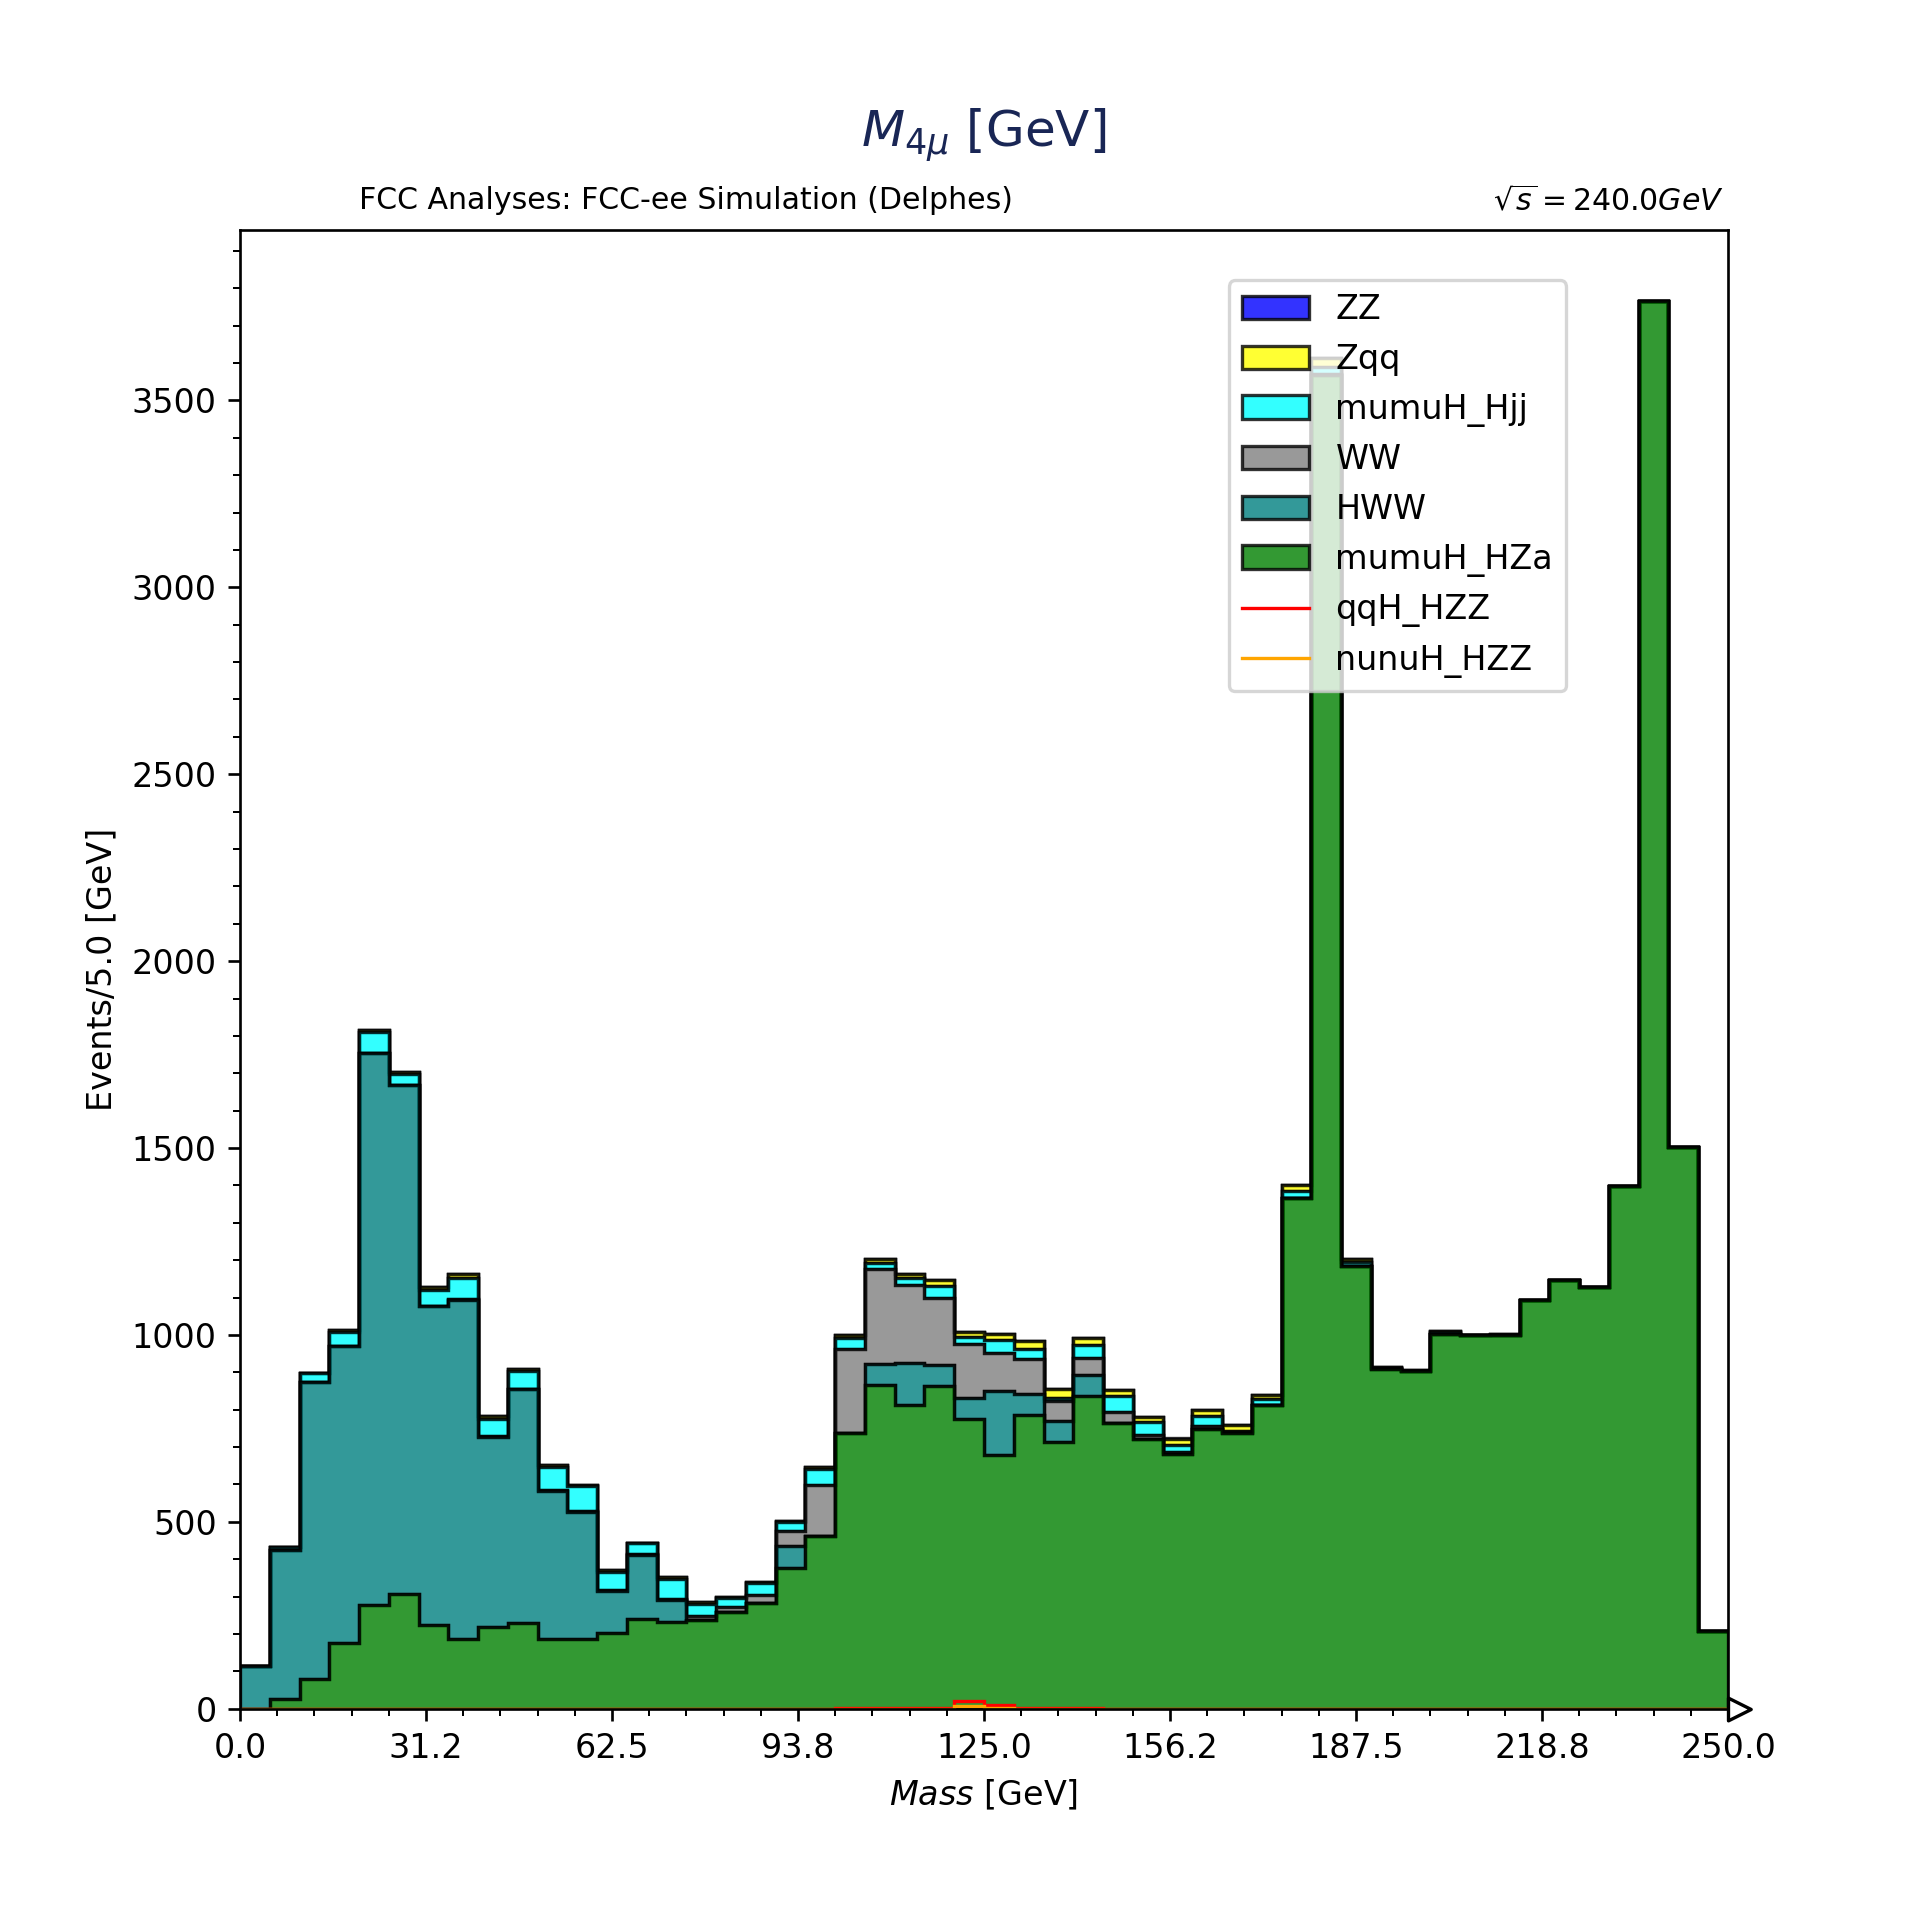 M4μ [GeV]
FCC Analyses: FCC-ee Simulation (Delphes)
√s = 240.0GeV
ZZ
Zqq
mumuH_Hjj
WW
HWW
mumuH_HZa
qqH_HZZ
nunuH_HZZ
Events/5.0 [GeV]
3500
3000
2500
2000
1500
1000
500
0
0.0 31.2 62.5 93.8 125.0 156.2 187.5 218.8 250.0
Mass [GeV]